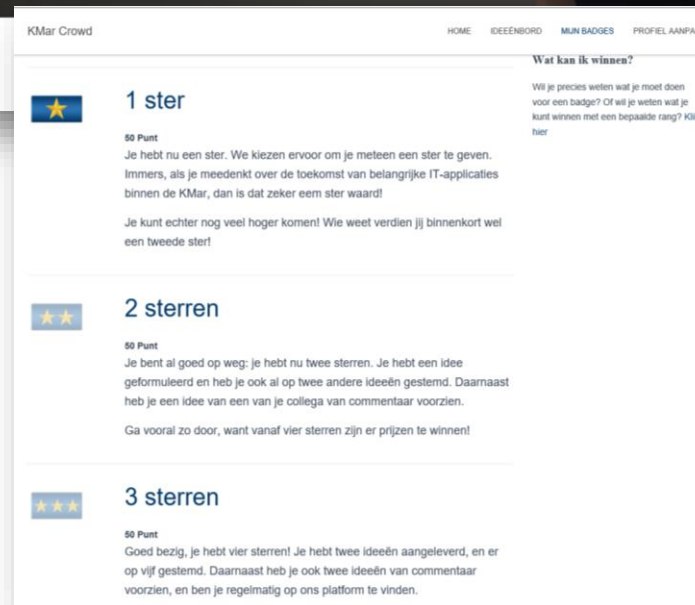 KMar Crowd
HOME IDEEËNBORD MIJN BADGES PROFIEL AANPA
Wat kan ik winnen?
Wil je precies weten wat je moet doen
voor een badge? Of wil je weten wat je
kunt winnen met een bepaalde rang? Kli
hier
1 ster
50 Punt
Je hebt nu een ster. We kiezen ervoor om je meteen een ster te geven.
Immers, als je meedenkt over de toekomst van belangrijke IT-applicaties
binnen de KMar, dan is dat zeker eem ster waard!
Je kunt echter nog veel hoger komen! Wie weet verdien jij binnenkort wel
een tweede ster!
2 sterren
50 Punt
Je bent al goed op weg: je hebt nu twee sterren. Je hebt een idee
geformuleerd en heb je ook al op twee andere ideeën gestemd. Daarnaast
heb je een idee van een van je collega van commentaar voorzien.
Ga vooral zo door, want vanaf vier sterren zijn er prijzen te winnen!
3 sterren
50 Punt
Goed bezig, je hebt vier sterren! Je hebt twee ideeën aangeleverd, en er
op vijf gestemd. Daarnaast heb je ook twee ideeën van commentaar
voorzien, en ben je regelmatig op ons platform te vinden.